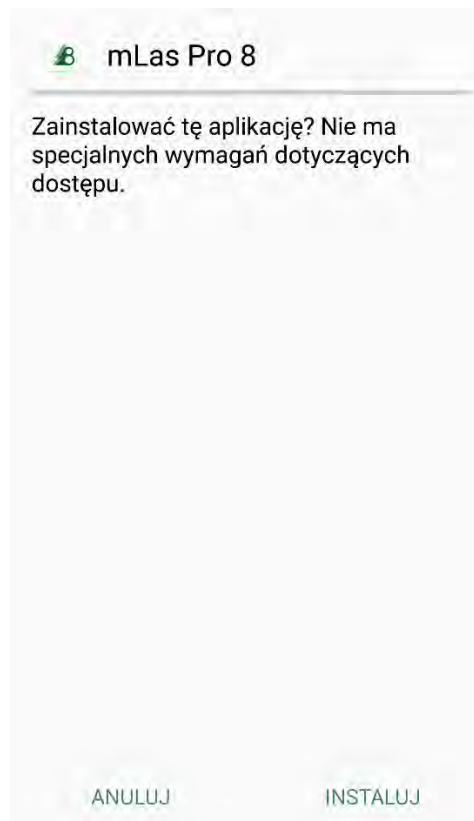 mLas Pro 8
Zainstalować tę aplikację? Nie ma
specjalnych wymagań dotyczących
dostępu.
ANULUJ INSTALUJ